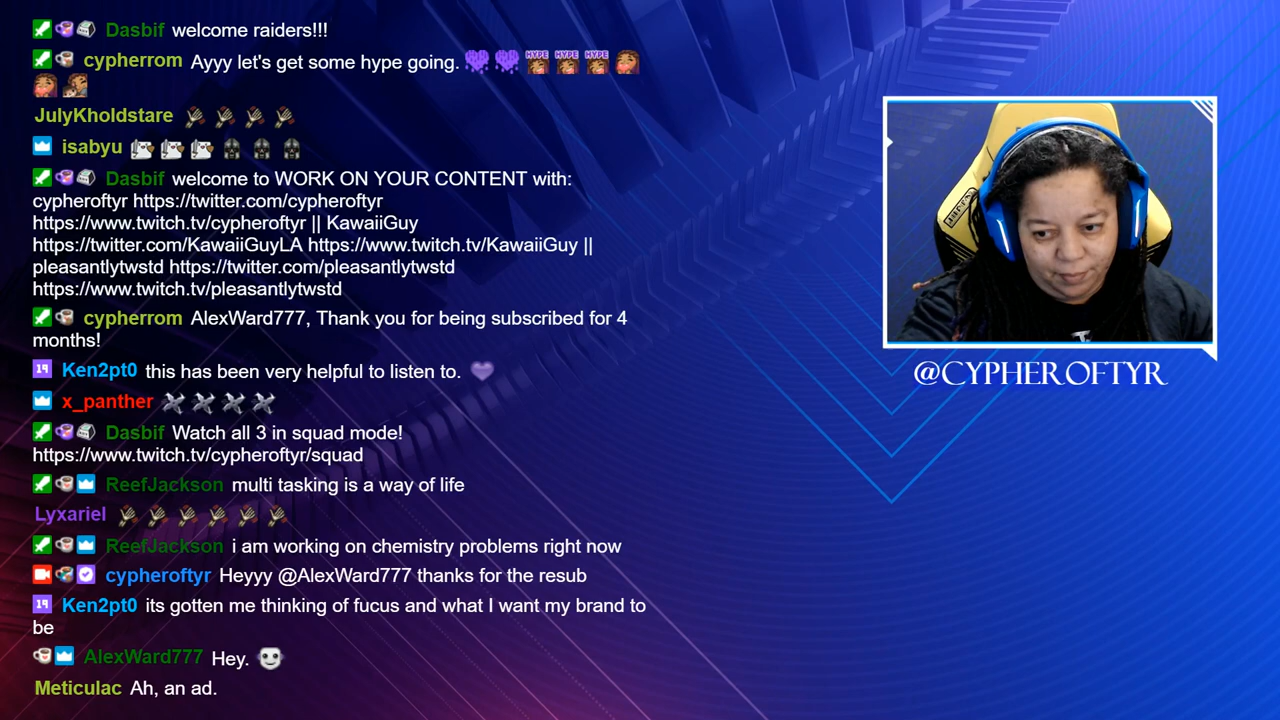 Dasbif welcome raiders!!!
cypherrom Ayyy let's get some hype going. HYPE HYPE HYPE
JulyKholdstare
isabyu
Dasbif welcome to WORK ON YOUR CONTENT with:
cypheroftyr https://twitter.com/cypheroftyr
https://www.twitch.tv/cypheroftyr || KawaiiGuy
https://twitter.com/KawaiiGuyLA https://www.twitch.tv/KawaiiGuy ||
pleasantlytwstd https://twitter.com/pleasantlytwstd
https://www.twitch.tv/pleasantlytwstd
cypherrom AlexWard777, Thank you for being subscribed for 4
months!
19 Ken2pt0 this has been very helpful to listen to.
x_panther
Dasbif Watch all 3 in squad mode!
https://www.twitch.tv/cypheroftyr/squad
ReefJackson multi tasking is a way of life
Lyxariel
ReefJackson i am working on chemistry problems right now
cypheroftyr Heyyy @AlexWard777 thanks for the resub
19 Ken2pt0 its gotten me thinking of fucus and what I want my brand to
be
AlexWard777 Hey.
Meticulac Ah, an ad.
@CYPHEROFTYR